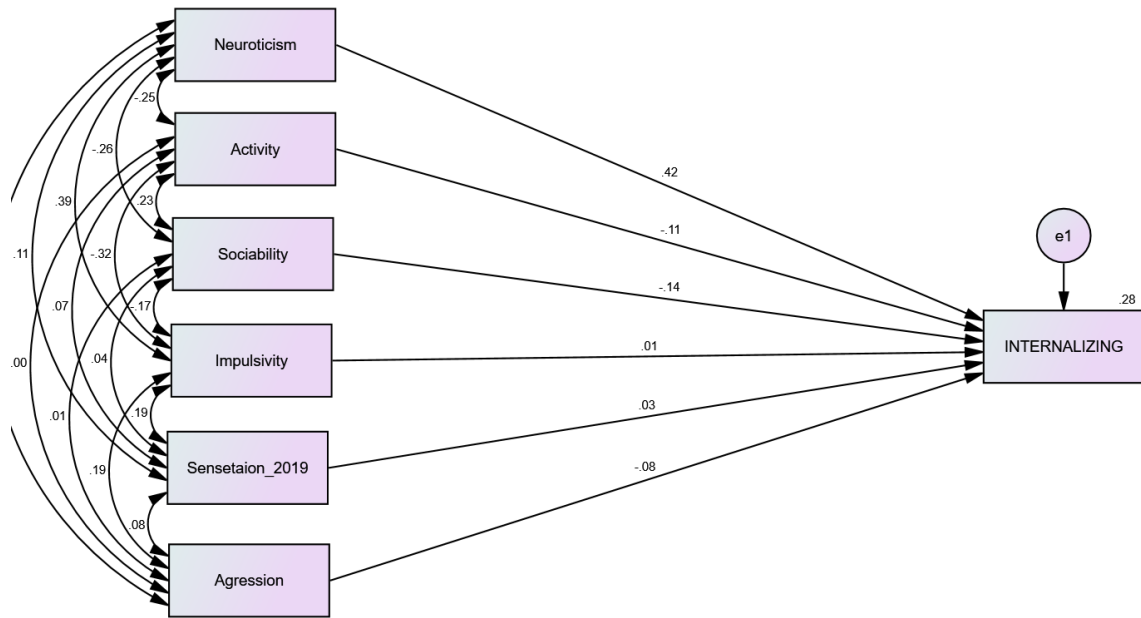 Neuroticism
-.25
Activity
-.26
.42
.39
.23
-.11
e1
.11
-.32
Sociability
-.14
.28
.07
-.17
INTERNALIZING
.00
.04
Impulsivity
.01
.01
.19
.03
.19
Sensetaion_2019
-.08
.08
Agression